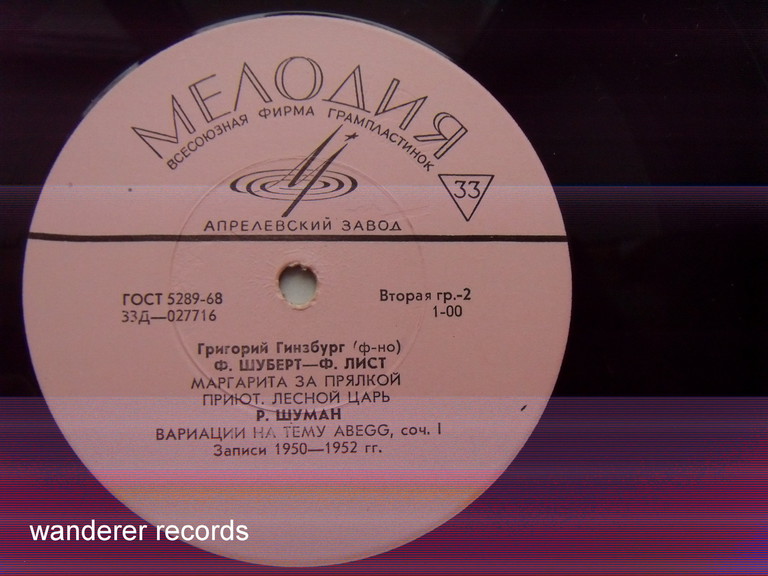 МЕЛОДИЯ
ВСЕСОЮЗНАЯ ФИРМА ГРАМПЛАСТИНОК
33
АПРЕЛЕВСКИЙ ЗАВОД
ГОСТ 5289-68
33Д—027716
Вторая гр.-2
1-00
Григорий Гинзбург (ф-но)
Ф. ШУБЕРТ—Ф. ЛИСТ
МАРГАРИТА ЗА ПРЯЛКОЙ
ПРИЮТ. ЛЕСНОЙ ЦАРЬ
Р. ШУМАН
ВАРИАЦИИ НА ТЕМУ ABEGG, соч. I
Записи 1950—1952 гг.
wanderer records